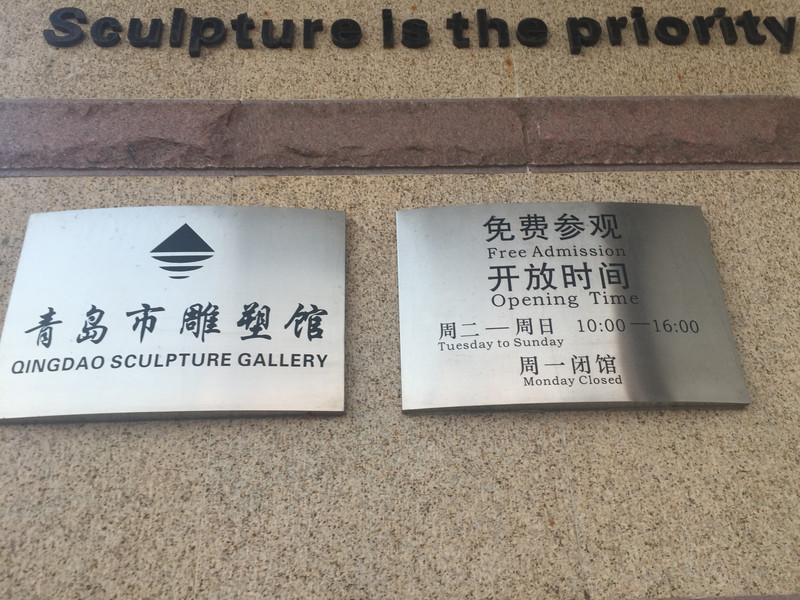 Sculpture is the priority
青岛市雕塑馆
QINGDAO SCULPTURE GALLERY
免费参观
Free Admission
开放时间
Opening Time
周二—周日 10:00—16:00
Tuesday to Sunday
周一闭馆
Monday Closed